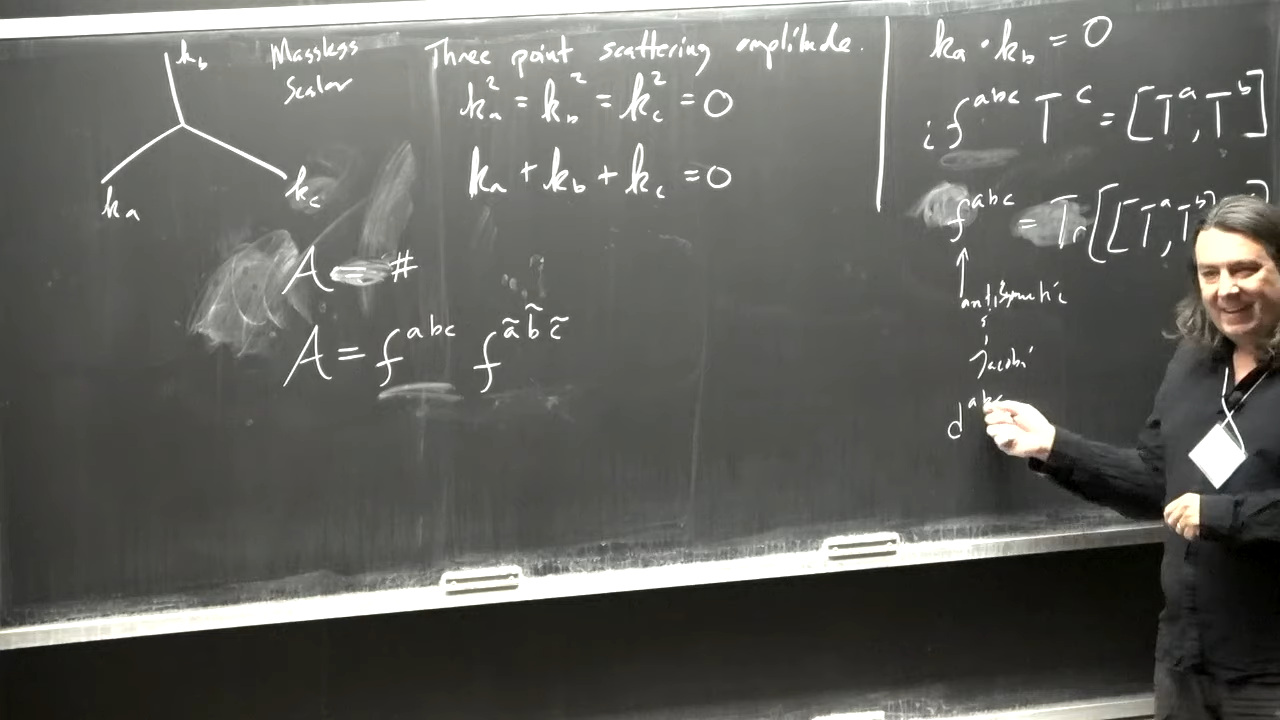 k_b
Massless
Scalar
k_a
k_c
Three point scattering amplitude.
k_a^2 = k_b^2 = k_c^2 = 0
k_a + k_b + k_c = 0
A = #
A = f^{abc} f^{ãb̃c̃}
k_a · k_b = 0
i f^{abc} T^c = [T^a, T^b]
f^{abc} = Tr([T^a, T^b]
Jacobi
d^{abc}